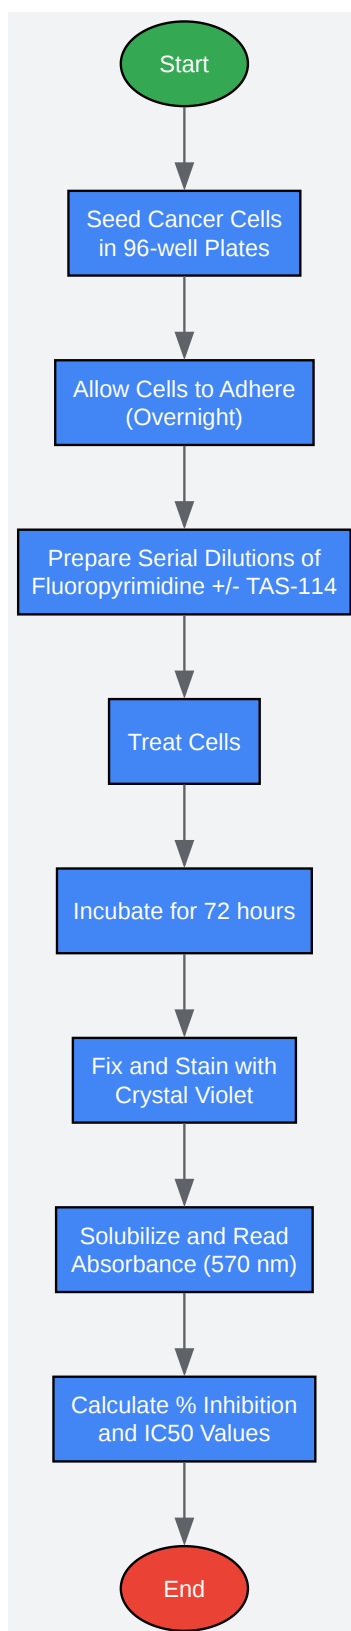 Start
Seed Cancer Cells
in 96-well Plates
Allow Cells to Adhere
(Overnight)
Prepare Serial Dilutions of
Fluoropyrimidine +/- TAS-114
Treat Cells
Incubate for 72 hours
Fix and Stain with
Crystal Violet
Solubilize and Read
Absorbance (570 nm)
Calculate % Inhibition
and IC50 Values
End